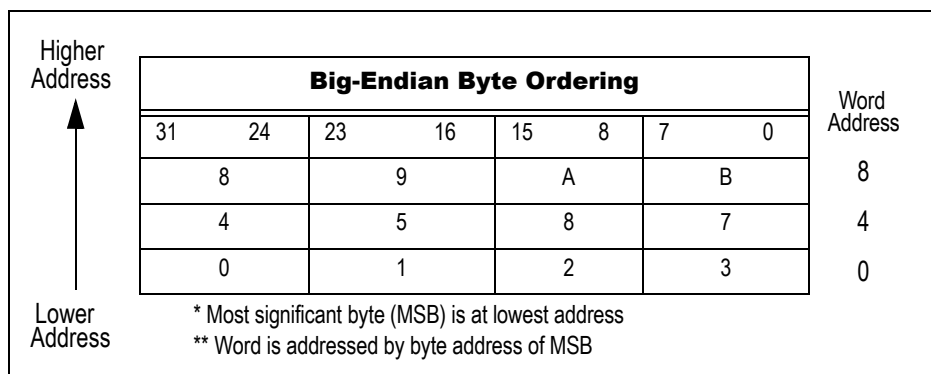 Higher
Address
Big-Endian Byte Ordering
Word
Address
31 24 23 16 15 8 7 0
8 9 A B 8
4 5 8 7 4
0 1 2 3 0
Lower
Address
* Most significant byte (MSB) is at lowest address
** Word is addressed by byte address of MSB